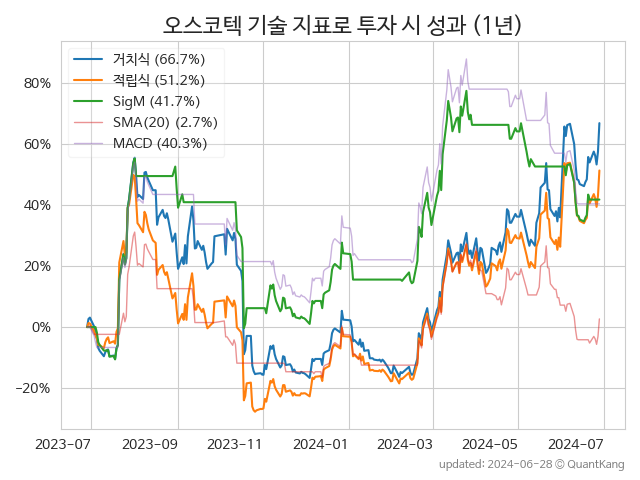 오스코텍 기술 지표로 투자 시 성과 (1년)
거치식 (66.7%)
적립식 (51.2%)
SigM (41.7%)
SMA(20) (2.7%)
MACD (40.3%)
80%
60%
40%
20%
0%
−20%
2023-07 2023-09 2023-11 2024-01 2024-03 2024-05 2024-07
updated: 2024-06-28 © QuantKang